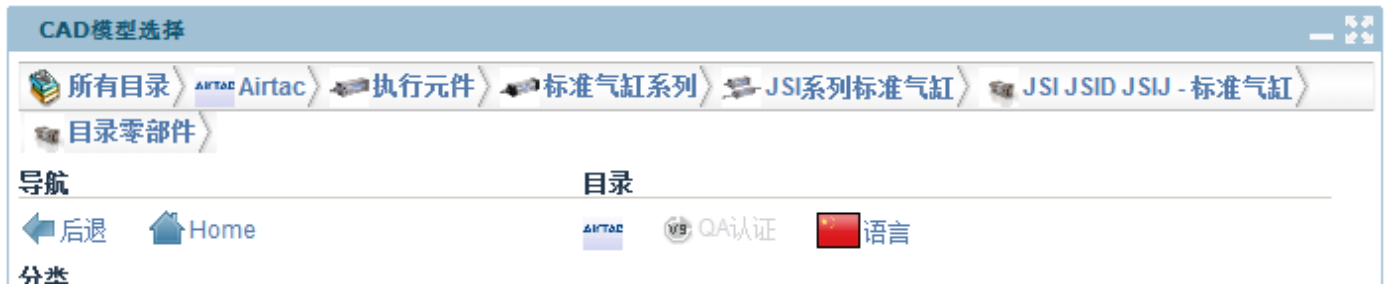 CAD模型选择
所有目录 AIRTAC Airtac 执行元件 标准气缸系列 JSI系列标准气缸 JSI JSID JSIJ - 标准气缸
目录零部件
导航 目录
后退 Home AIRTAC V9 QA认证 语言
分类